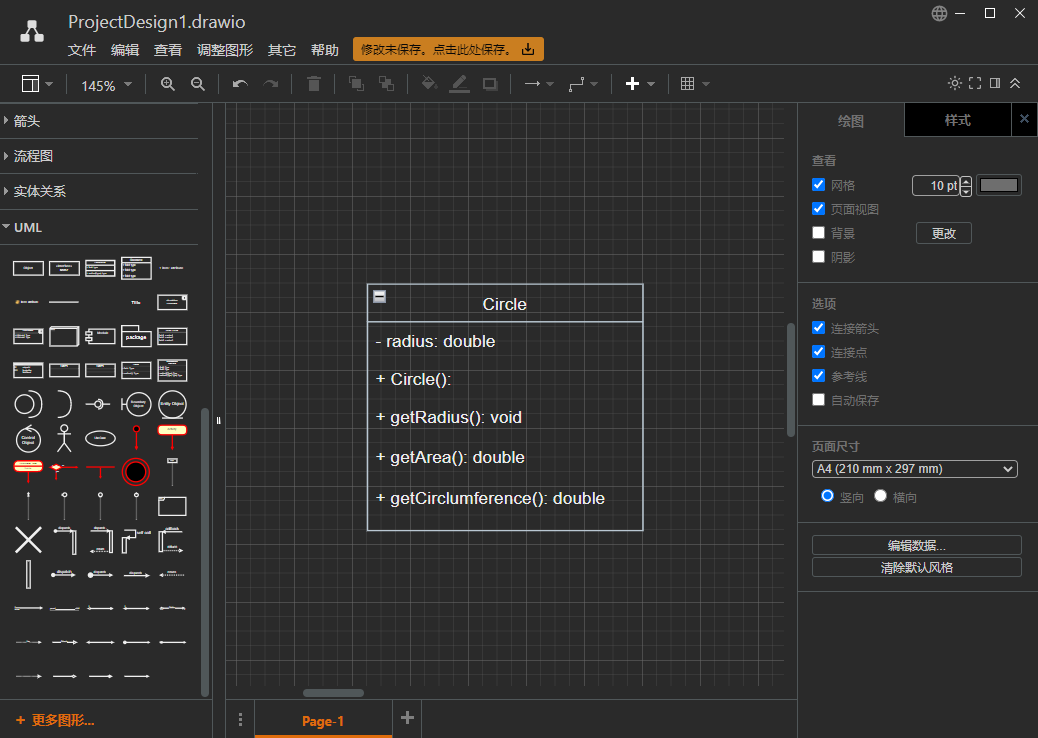 ProjectDesign1.drawio
文件 编辑 查看 调整图形 其它 帮助 修改未保存。点击此处保存。
145%
箭头
流程图
实体关系
UML
Title
package
Control Object
更多图形...
Circle
- radius: double
+ Circle():
+ getRadius(): void
+ getArea(): double
+ getCirclumference(): double
Page-1
绘图 样式
查看
网格 10 pt
页面视图
背景 更改
阴影
选项
连接箭头
连接点
参考线
自动保存
页面尺寸
A4 (210 mm x 297 mm)
竖向 横向
编辑数据...
清除默认风格